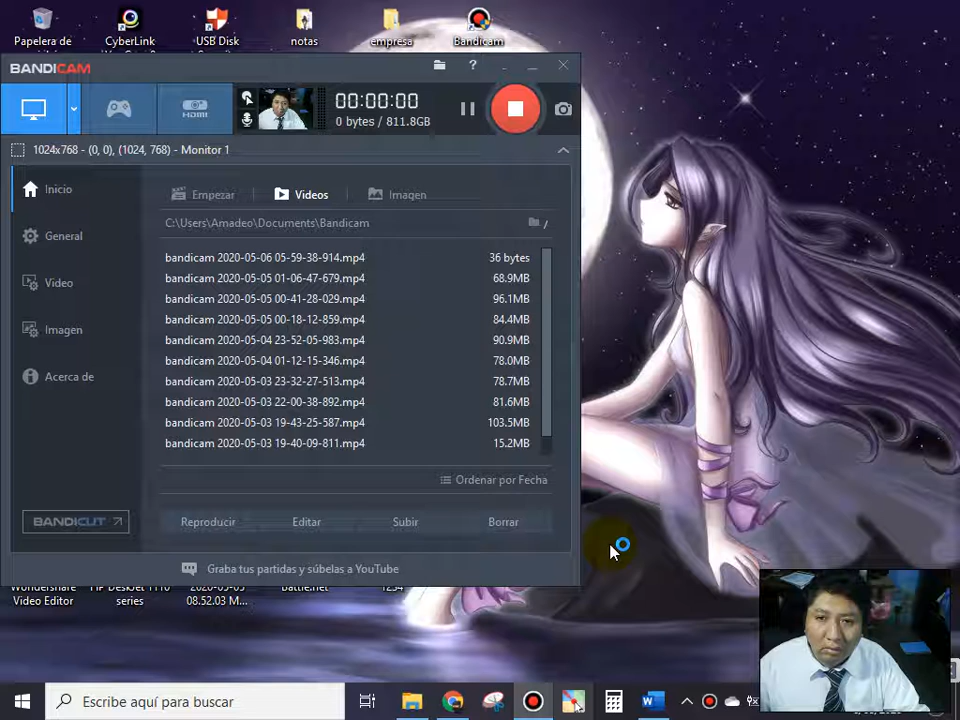 Papelera de
CyberLink
USB Disk
notas
empresa
Bandicam
BANDICAM
?
HDMI
00:00:00
0 bytes / 811.8GB
1024x768 - (0, 0), (1024, 768) - Monitor 1
Inicio
General
Video
Imagen
Acerca de
BANDICUT
Empezar
Videos
Imagen
C:\Users\Amadeo\Documents\Bandicam
/
bandicam 2020-05-06 05-59-38-914.mp4 36 bytes
bandicam 2020-05-05 01-06-47-679.mp4 68.9MB
bandicam 2020-05-05 00-41-28-029.mp4 96.1MB
bandicam 2020-05-05 00-18-12-859.mp4 84.4MB
bandicam 2020-05-04 23-52-05-983.mp4 90.9MB
bandicam 2020-05-04 01-12-15-346.mp4 78.0MB
bandicam 2020-05-03 23-32-27-513.mp4 78.7MB
bandicam 2020-05-03 22-00-38-892.mp4 81.6MB
bandicam 2020-05-03 19-43-25-587.mp4 103.5MB
bandicam 2020-05-03 19-40-09-811.mp4 15.2MB
Ordenar por Fecha
Reproducir
Editar
Subir
Borrar
Graba tus partidas y súbelas a YouTube
Wondershare
Video Editor
HP DeskJet 1110
series
2020-05-05
08.52.03 M...
Battle.net
1234
Escribe aquí para buscar